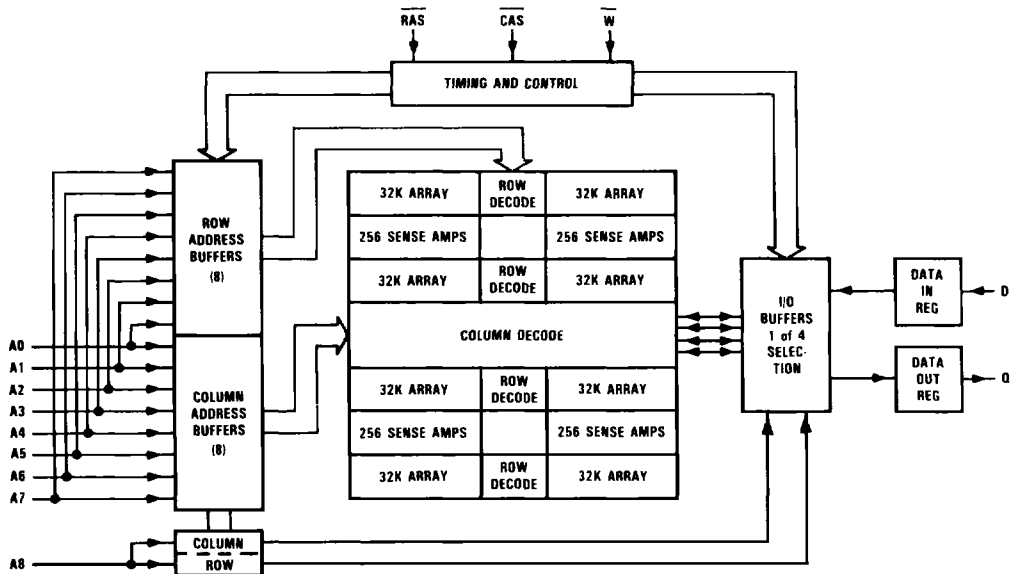 RAS CAS W
TIMING AND CONTROL
ROW
ADDRESS
BUFFERS
(8)
COLUMN
ADDRESS
BUFFERS
(8)
A0
A1
A2
A3
A4
A5
A6
A7
A8
COLUMN
ROW
32K ARRAY ROW DECODE 32K ARRAY
256 SENSE AMPS 256 SENSE AMPS
32K ARRAY ROW DECODE 32K ARRAY
COLUMN DECODE
32K ARRAY ROW DECODE 32K ARRAY
256 SENSE AMPS 256 SENSE AMPS
32K ARRAY ROW DECODE 32K ARRAY
I/O
BUFFERS
1 of 4
SELEC-
TION
DATA
IN
REG
D
DATA
OUT
REG
Q